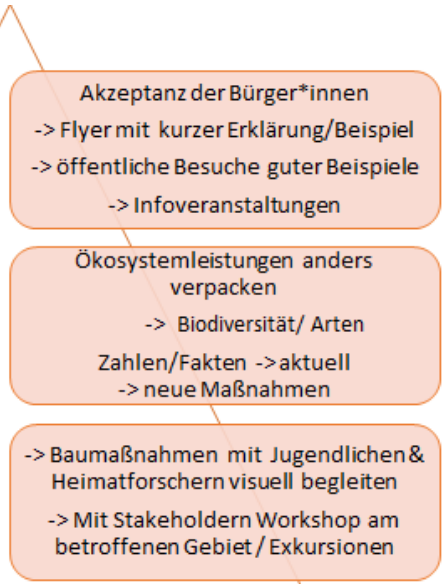 Akzeptanz der Bürger*innen
-> Flyer mit kurzer Erklärung/Beispiel
-> öffentliche Besuche guter Beispiele
-> Infoveranstaltungen
Ökosystemleistungen anders
verpacken
-> Biodiversität/ Arten
Zahlen/Fakten ->aktuell
-> neue Maßnahmen
-> Baumaßnahmen mit Jugendlichen &
Heimatforschern visuell begleiten
-> Mit Stakeholdern Workshop am
betroffenen Gebiet / Exkursionen